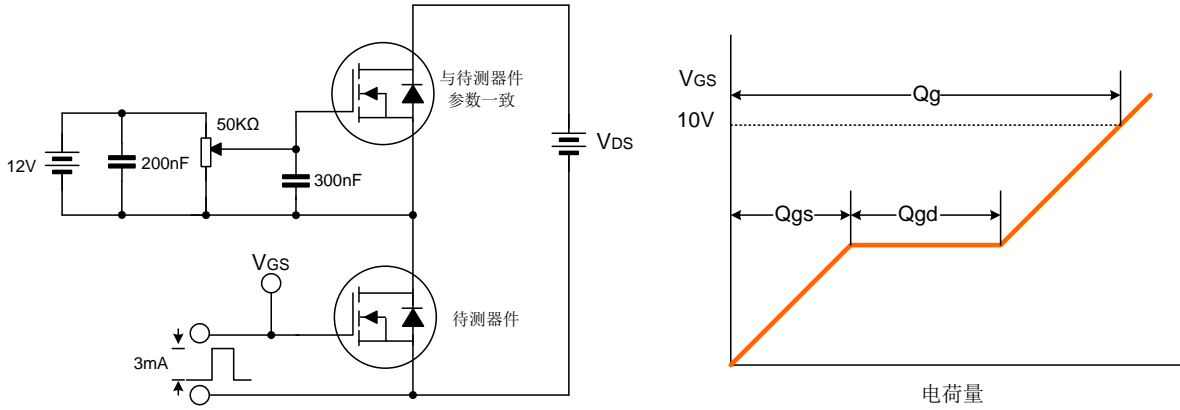 与待测器件
参数一致
50KΩ
12V
200nF
300nF
VDS
VGS
待测器件
3mA
VGS
10V
Qg
Qgs
Qgd
电荷量